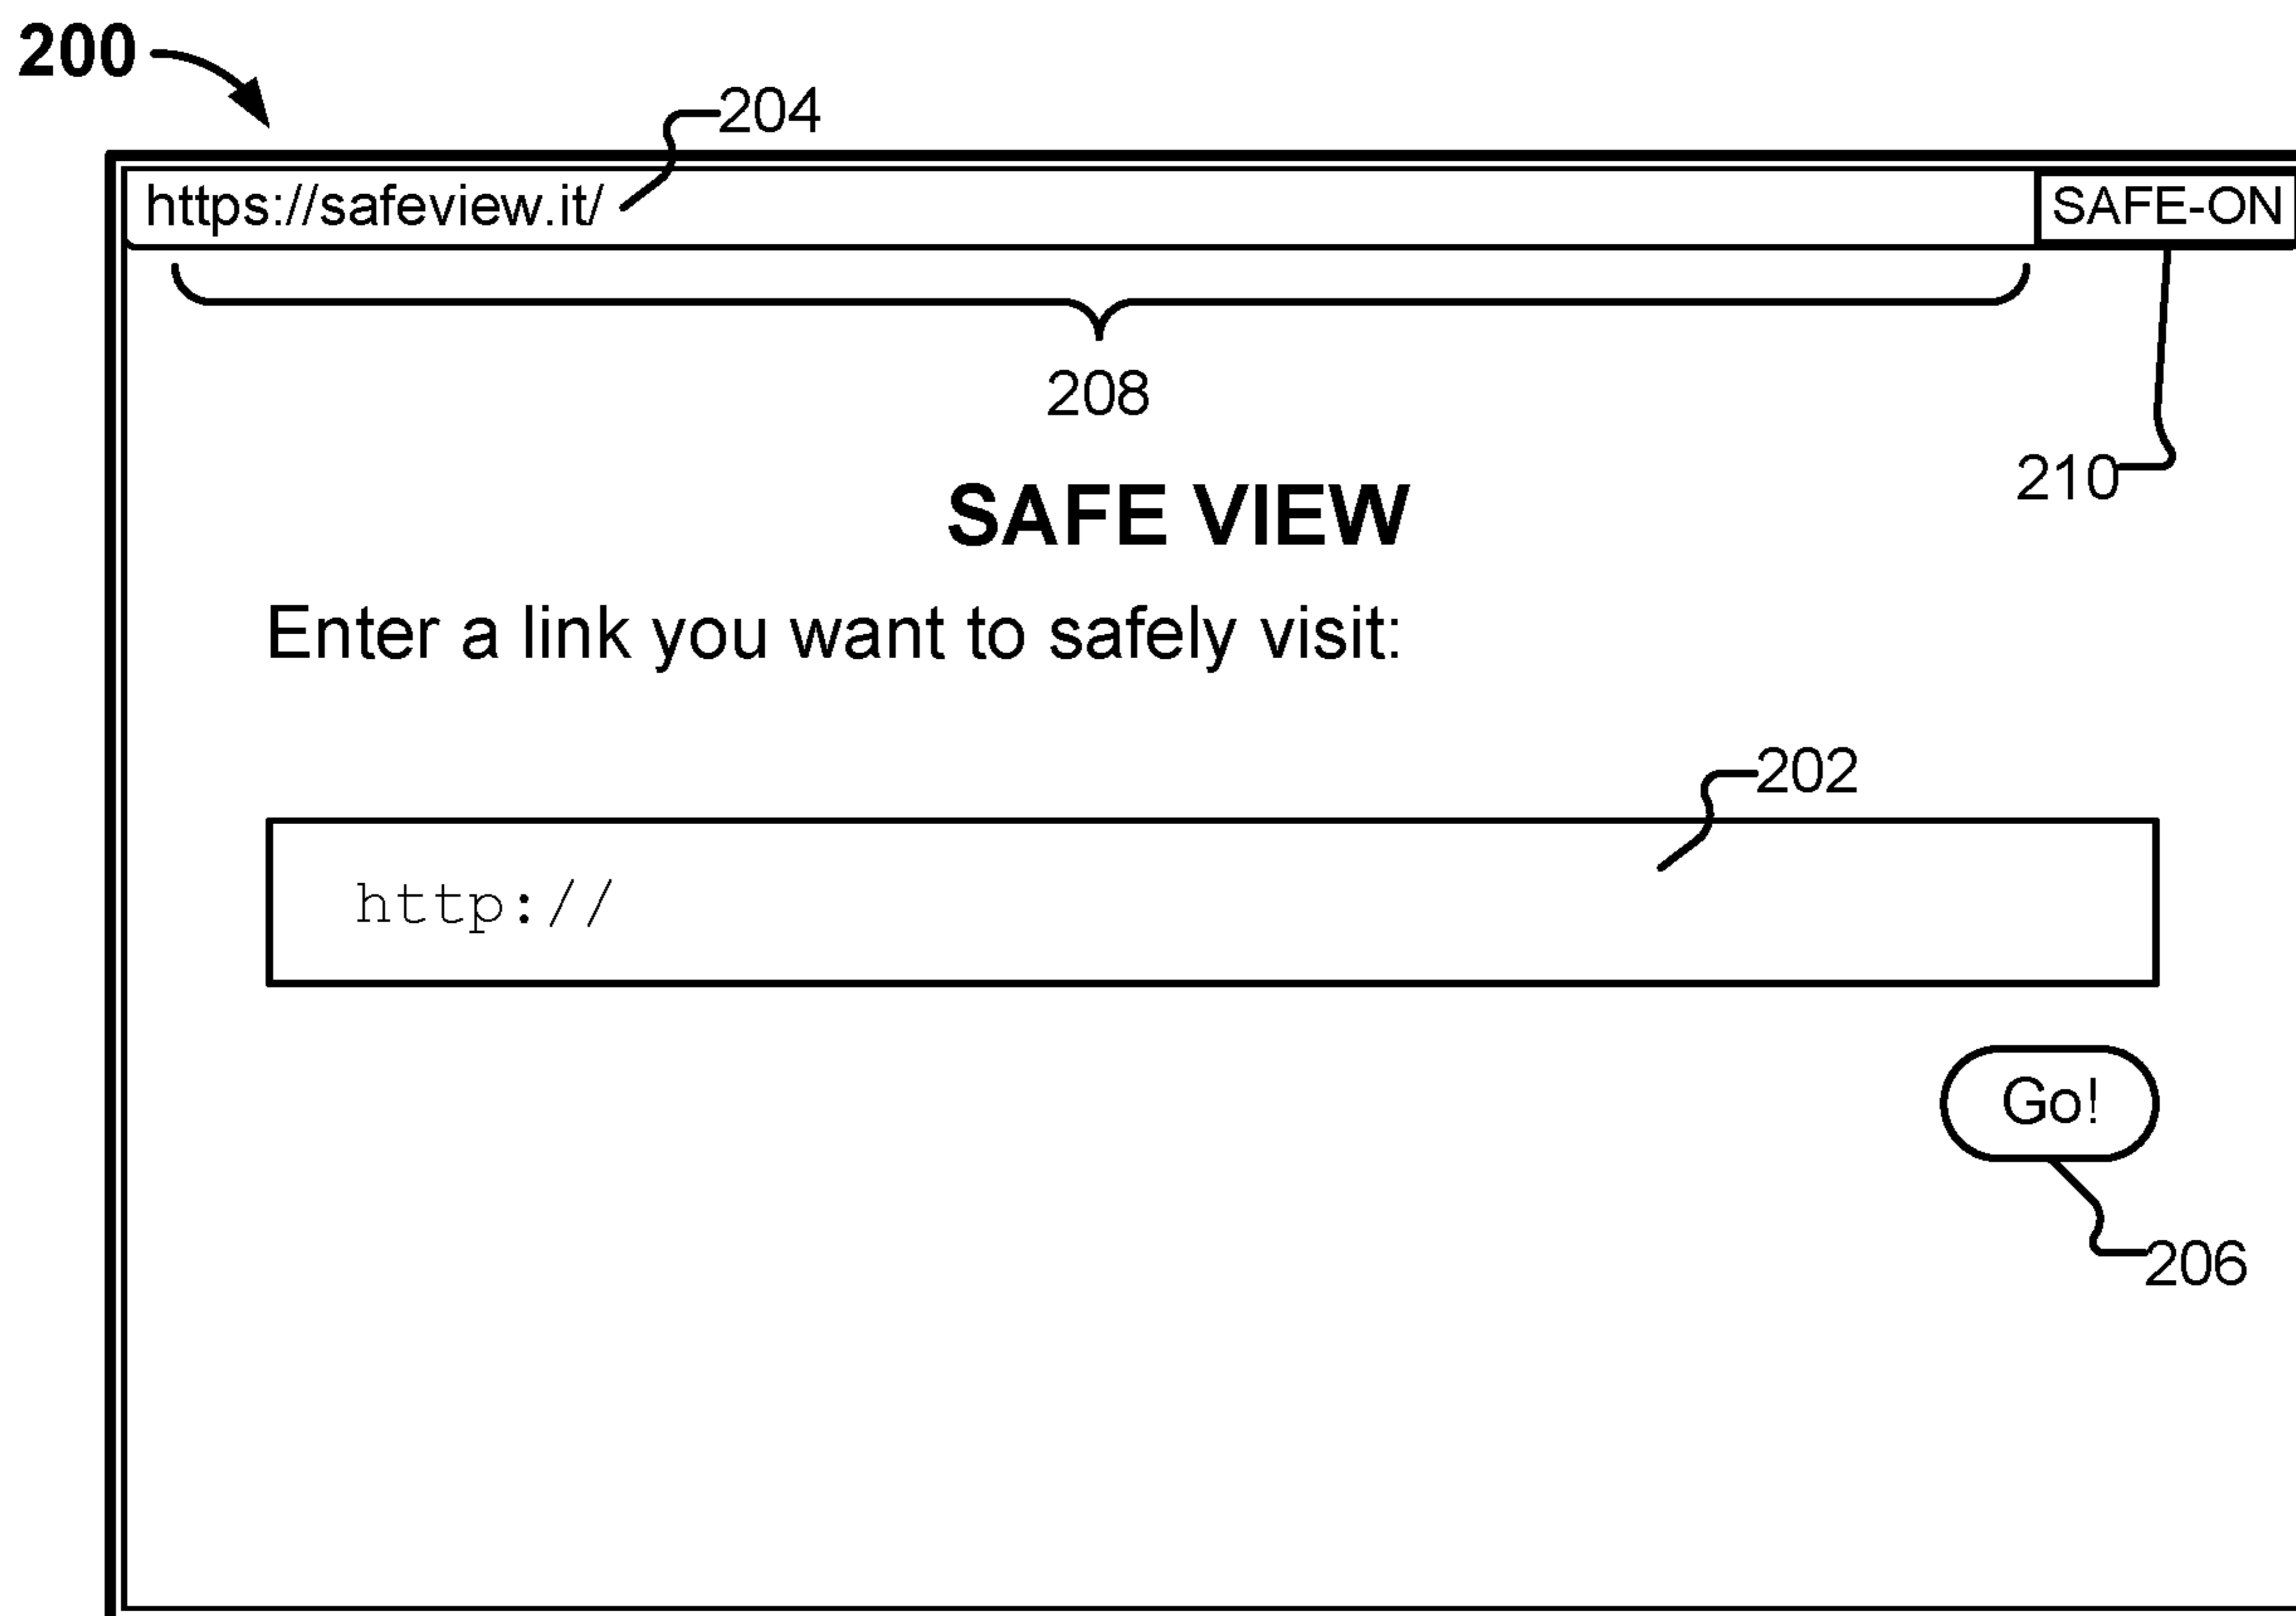 200
204
https://safeview.it/
SAFE-ON
208
210
SAFE VIEW
Enter a link you want to safely visit:
202
http://
Go!
206